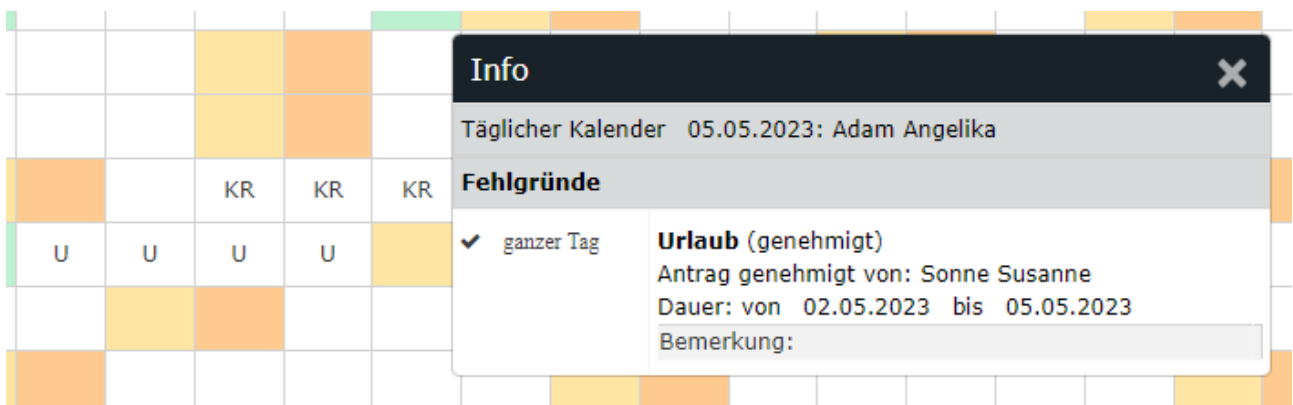 Info
Täglicher Kalender 05.05.2023: Adam Angelika
KR KR KR Fehlgründe
U U U U ganzer Tag Urlaub (genehmigt)
Antrag genehmigt von: Sonne Susanne
Dauer: von 02.05.2023 bis 05.05.2023
Bemerkung: